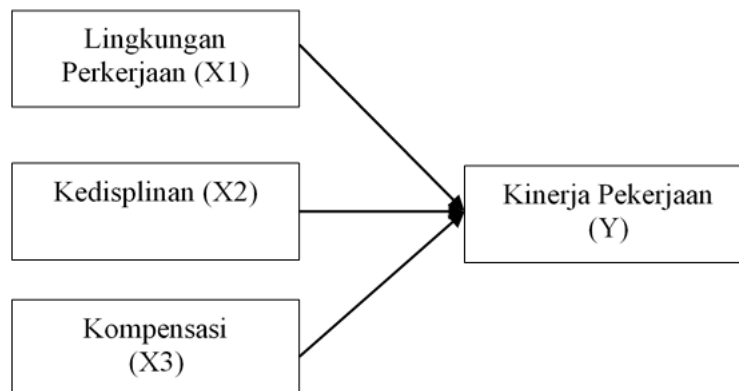 Lingkungan
Perkerjaan (X1)
Kedisplinan (X2)
Kinerja Pekerjaan
(Y)
Kompensasi
(X3)